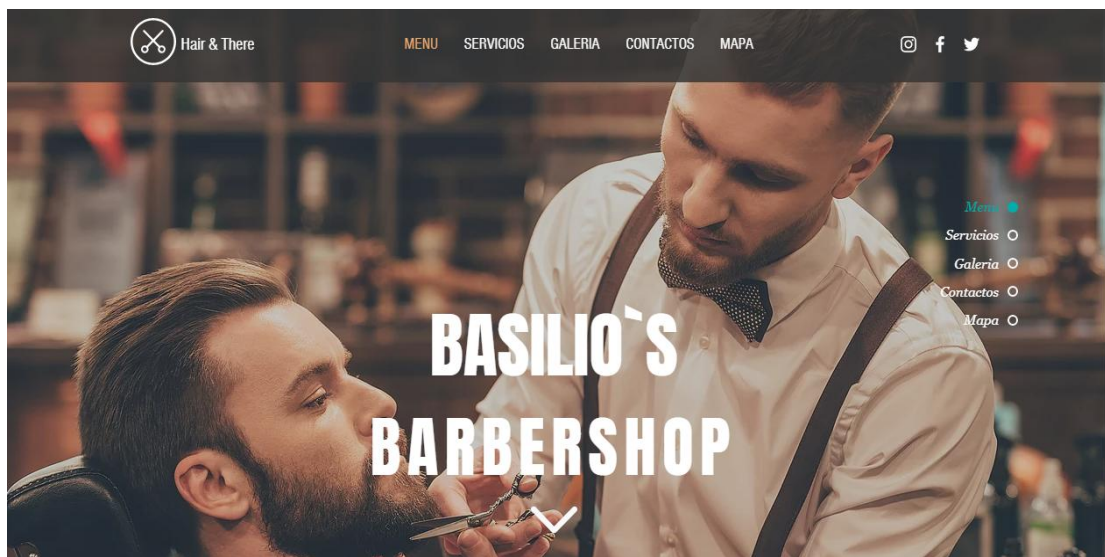 Hair & There
MENU SERVICIOS GALERIA CONTACTOS MAPA
Menu
Servicios
Galeria
Contactos
Mapa
BASILIO`S
BARBERSHOP